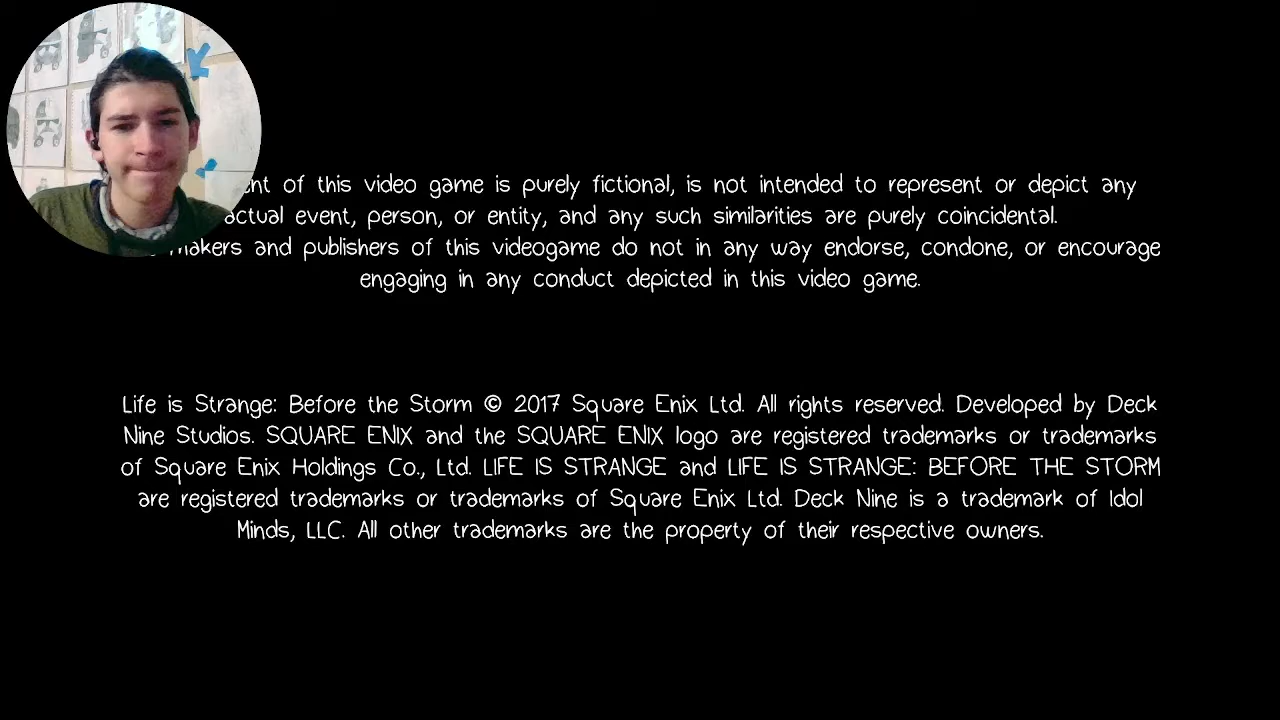 of this video game is purely fictional, is not intended to represent or depict any
actual event, person, or entity, and any such similarities are purely coincidental.
makers and publishers of this videogame do not in any way endorse, condone, or encourage
engaging in any conduct depicted in this video game.
Life is Strange: Before the Storm © 2017 Square Enix Ltd. All rights reserved. Developed by Deck
Nine Studios. SQUARE ENIX and the SQUARE ENIX logo are registered trademarks or trademarks
of Square Enix Holdings Co., Ltd. LIFE IS STRANGE and LIFE IS STRANGE: BEFORE THE STORM
are registered trademarks or trademarks of Square Enix Ltd. Deck Nine is a trademark of Idol
Minds, LLC. All other trademarks are the property of their respective owners.